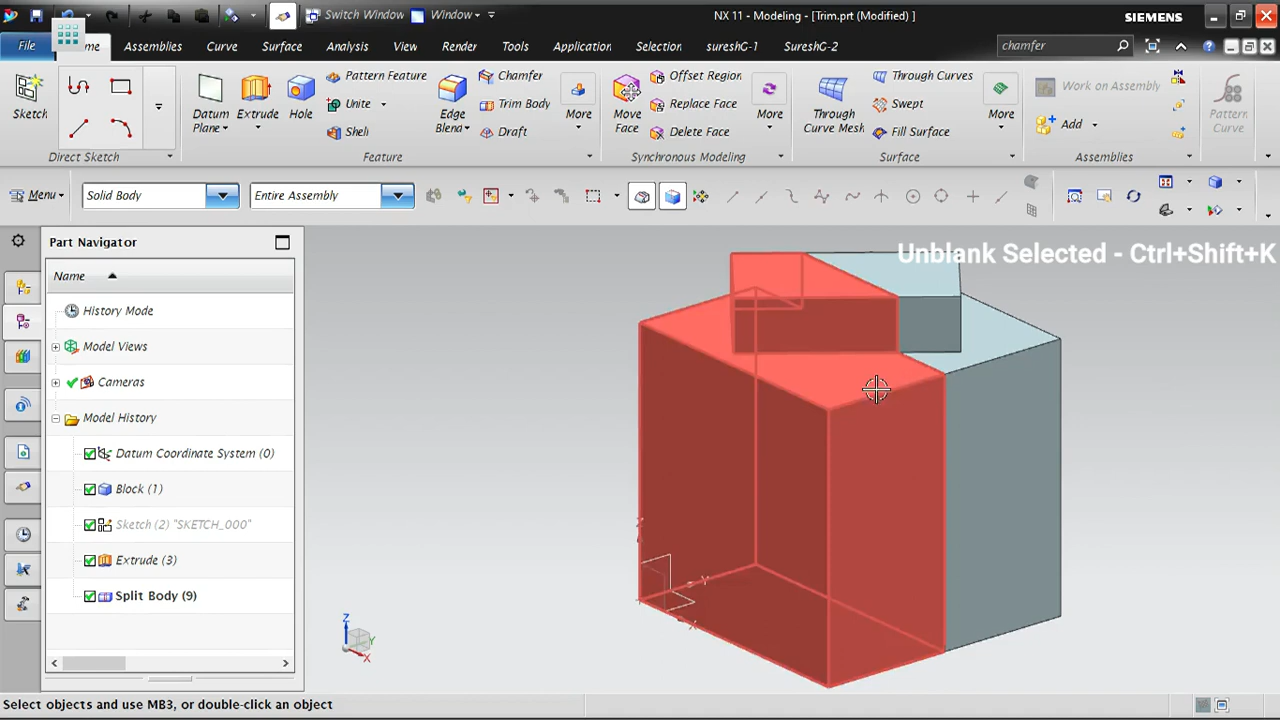 Switch Window
Window
NX 11 - Modeling - [Trim.prt (Modified) ]
SIEMENS
File
me
Assemblies
Curve
Surface
Analysis
View
Render
Tools
Application
Selection
sureshG-1
SureshG-2
chamfer
Sketch
Direct Sketch
Datum
Plane
Extrude
Hole
Pattern Feature
Unite
Shell
Edge
Blend
Chamfer
Trim Body
Draft
More
Feature
Move
Face
Offset Region
Replace Face
Delete Face
More
Synchronous Modeling
Through
Curve Mesh
Through Curves
Swept
Fill Surface
More
Surface
Work on Assembly
Add
Pattern
Curve
Assemblies
Menu
Solid Body
Entire Assembly
Part Navigator
Name
History Mode
Model Views
Cameras
Model History
Datum Coordinate System (0)
Block (1)
Sketch (2) "SKETCH_000"
Extrude (3)
Split Body (9)
Unblank Selected - Ctrl+Shift+K
Z
Y
X
Z
Y
X
Select objects and use MB3, or double-click an object